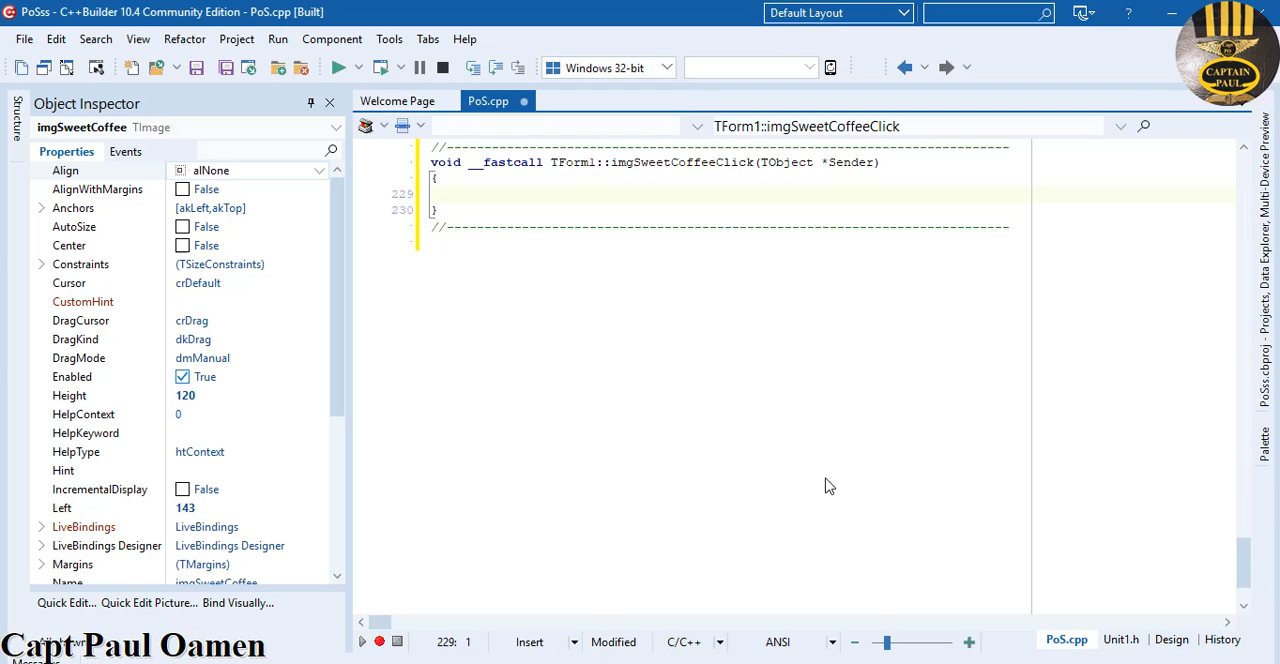 PoSss - C++Builder 10.4 Community Edition - PoS.cpp [Built]
Default Layout
?
File Edit Search View Refactor Project Run Component Tools Tabs Help
Windows 32-bit
CAPTAIN
PAUL
Structure
Object Inspector
imgSweetCoffee TImage
Properties Events
Align alNone
AlignWithMargins False
Anchors [akLeft,akTop]
AutoSize False
Center False
Constraints (TSizeConstraints)
Cursor crDefault
CustomHint
DragCursor crDrag
DragKind dkDrag
DragMode dmManual
Enabled True
Height 120
HelpContext 0
HelpKeyword
HelpType htContext
Hint
IncrementalDisplay False
Left 143
LiveBindings LiveBindings
LiveBindings Designer LiveBindings Designer
Margins (TMargins)
Name imgSweetCoffee
Quick Edit... Quick Edit Picture... Bind Visually...
Capt Paul Oamen
Welcome Page PoS.cpp
TForm1::imgSweetCoffeeClick
//---------------------------------------------------------------------------
void __fastcall TForm1::imgSweetCoffeeClick(TObject *Sender)
{
229
230 }
//---------------------------------------------------------------------------
229: 1 Insert Modified C/C++ ANSI PoS.cpp Unit1.h Design History
PoSss.cbproj - Projects, Data Explorer, Multi-Device Preview
Palette